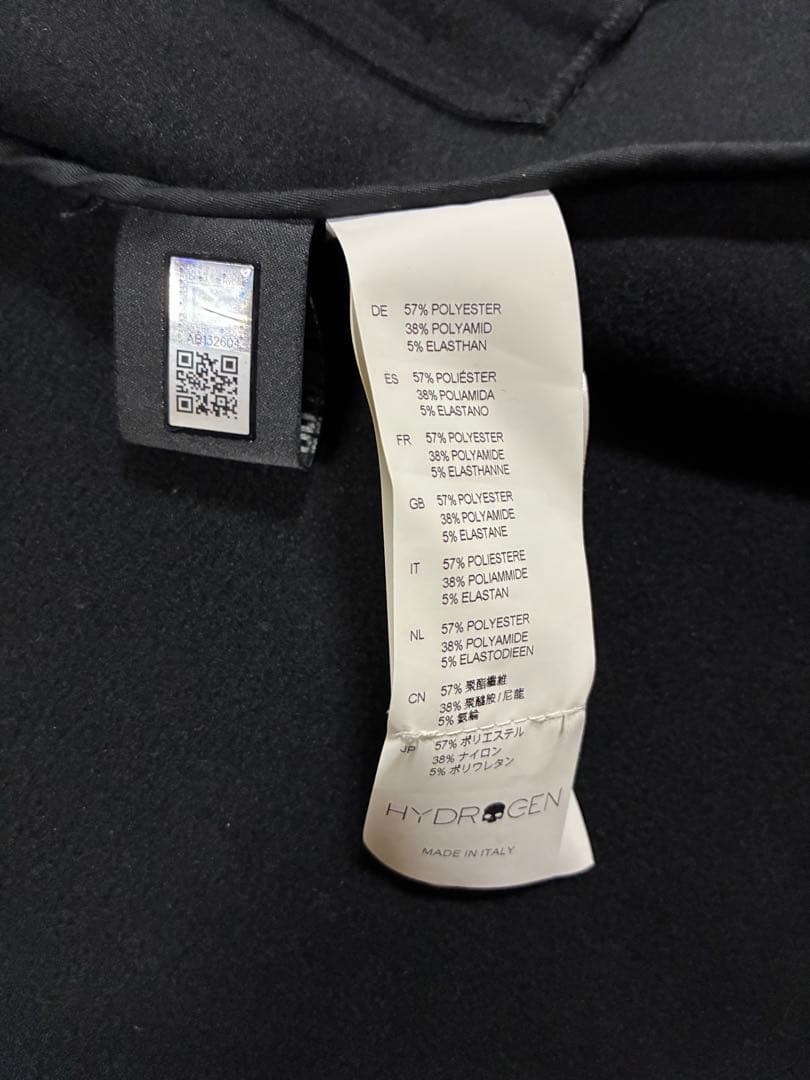 AB132604
DE 57% POLYESTER
38% POLYAMID
5% ELASTHAN
ES 57% POLIÉSTER
38% POLIAMIDA
5% ELASTANO
FR 57% POLYESTER
38% POLYAMIDE
5% ELASTHANNE
GB 57% POLYESTER
38% POLYAMIDE
5% ELASTANE
IT 57% POLIESTERE
38% POLIAMMIDE
5% ELASTAN
NL 57% POLYESTER
38% POLYAMIDE
5% ELASTODIEEN
CN 57% 聚酯纖維
38% 聚醯胺/尼龍
5% 氨綸
JP 57% ポリエステル
38% ナイロン
5% ポリウレタン
HYDROGEN
MADE IN ITALY